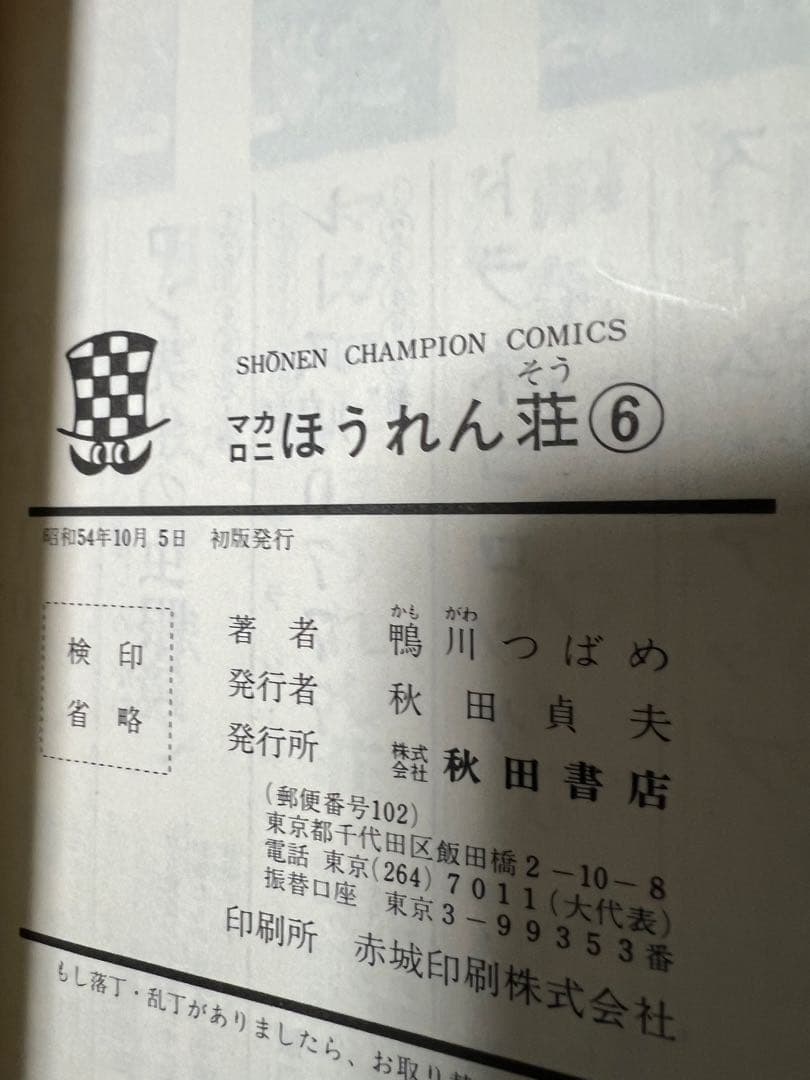 SHŌNEN CHAMPION COMICS
マカロニほうれん荘⑥
そう
昭和54年10月5日 初版発行
検印
省略
著者 鴨川つばめ
かも がわ
発行者 秋田貞夫
発行所 株式会社 秋田書店
(郵便番号102)
東京都千代田区飯田橋2-10-8
電話 東京(264)7011(大代表)
振替口座 東京3-99353番
印刷所 赤城印刷株式会社
もし落丁・乱丁がありましたら、お取り替